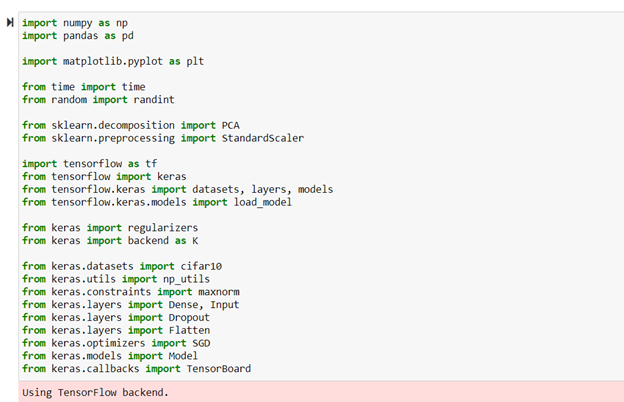 import numpy as np
import pandas as pd
import matplotlib.pyplot as plt
from time import time
from random import randint
from sklearn.decomposition import PCA
from sklearn.preprocessing import StandardScaler
import tensorflow as tf
from tensorflow import keras
from tensorflow.keras import datasets, layers, models
from tensorflow.keras.models import load_model
from keras import regularizers
from keras import backend as K
from keras.datasets import cifar10
from keras.utils import np_utils
from keras.constraints import maxnorm
from keras.layers import Dense, Input
from keras.layers import Dropout
from keras.layers import Flatten
from keras.optimizers import SGD
from keras.models import Model
from keras.callbacks import TensorBoard
Using TensorFlow backend.